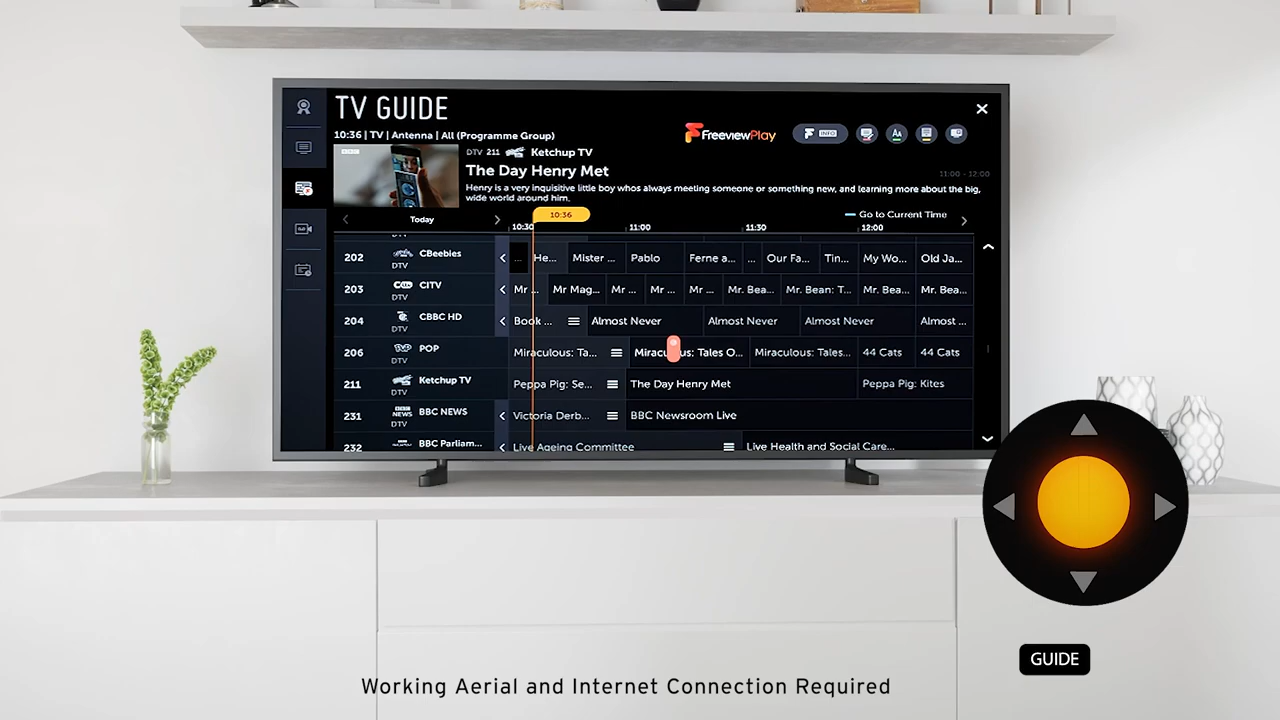 TV GUIDE
10:36 | TV | Antenna | All (Programme Group)
FreeviewPlay
INFO
DTV 211 Ketchup TV
The Day Henry Met
11:00 - 12:00
Henry is a very inquisitive little boy whos always meeting someone or something new, and learning more about the big,
wide world around him.
Today
10:36
Go to Current Time
10:30 11:00 11:30 12:00
202 CBeebies DTV ... He... Mister ... Pablo Ferne a... ... Our Fa... Tin... My Wo... Old Ja...
203 CITV DTV Mr ... Mr Mag... Mr ... Mr ... Mr ... Mr. Bea... Mr. Bean: T... Mr. Bea... Mr. Bea...
204 CBBC HD DTV Book ... Almost Never Almost Never Almost Never Almost ...
206 POP DTV Miraculous: Ta... Miraculous: Tales O... Miraculous: Tales... 44 Cats 44 Cats
211 Ketchup TV DTV Peppa Pig: Se... The Day Henry Met Peppa Pig: Kites
231 BBC NEWS BBC NEWS DTV Victoria Derb... BBC Newsroom Live
232 BBC Parliam... Live Ageing Committee Live Health and Social Care...
GUIDE
Working Aerial and Internet Connection Required